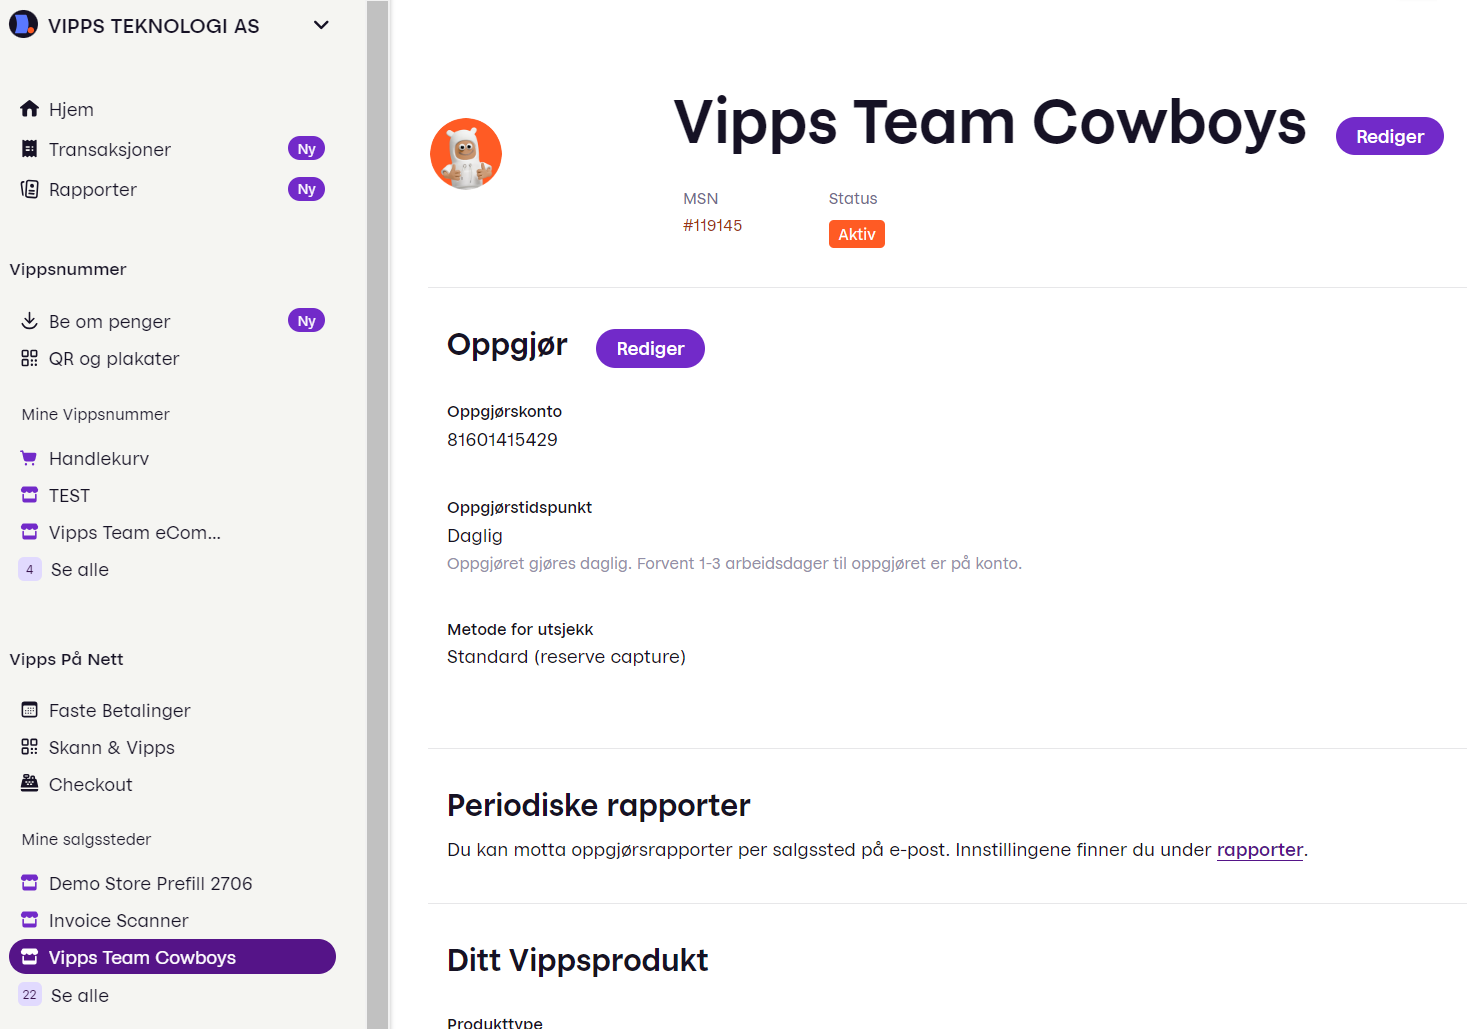 VIPPS TEKNOLOGI AS
Hjem
Transaksjoner Ny
Rapporter Ny
Vippsnummer
Be om penger Ny
QR og plakater
Mine Vippsnummer
Handlekurv
TEST
Vipps Team eCom...
4 Se alle
Vipps På Nett
Faste Betalinger
Skann & Vipps
Checkout
Mine salgssteder
Demo Store Prefill 2706
Invoice Scanner
Vipps Team Cowboys
22 Se alle
Vipps Team Cowboys Rediger
MSN Status
#119145 Aktiv
Oppgjør Rediger
Oppgjørskonto
81601415429
Oppgjørstidspunkt
Daglig
Oppgjøret gjøres daglig. Forvent 1-3 arbeidsdager til oppgjøret er på konto.
Metode for utsjekk
Standard (reserve capture)
Periodiske rapporter
Du kan motta oppgjørsrapporter per salgssted på e-post. Innstillingene finner du under rapporter.
Ditt Vippsprodukt
Produkttype